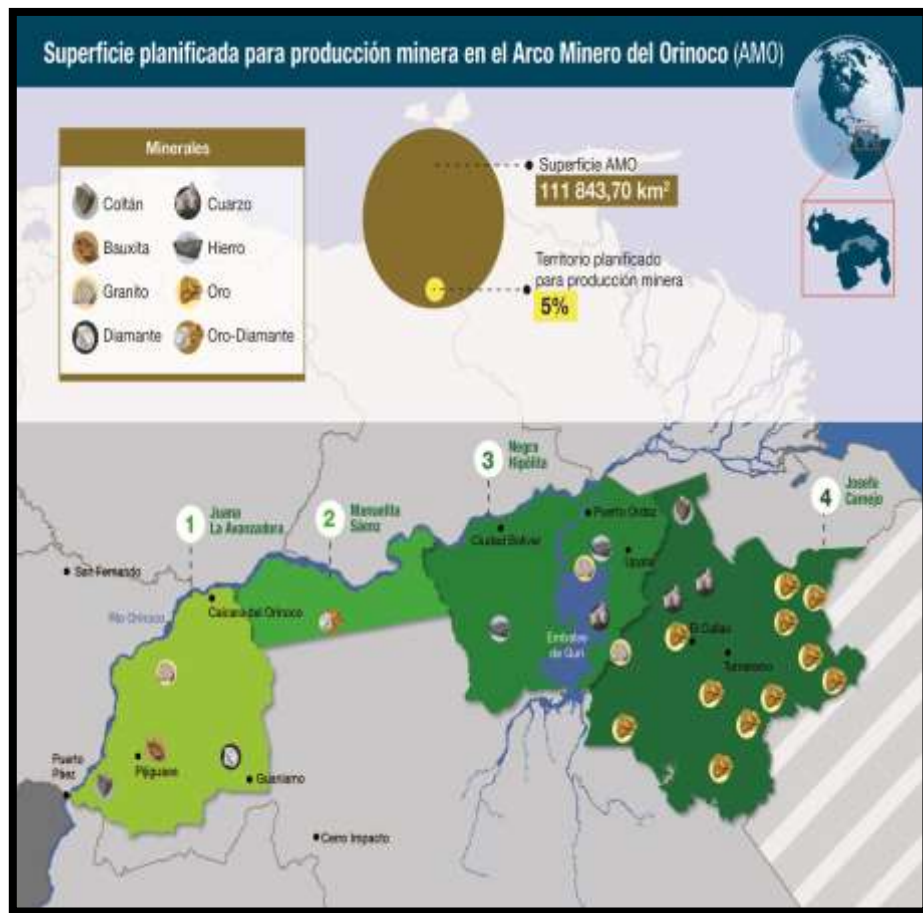 Superficie planificada para producción minera en el Arco Minero del Orinoco (AMO)
Minerales
Coltán
Cuarzo
Bauxita
Hierro
Granito
Oro
Diamante
Oro-Diamante
Superficie AMO
111 843,70 km²
Territorio planificado
para producción minera
5%
1
Juana
La Avanzadora
2
Manuelita
Sáenz
3
Negra
Hipólita
4
Josefa
Camejo
San Fernando
Río Orinoco
Caicara del Orinoco
Ciudad Bolívar
Puerto Ordaz
Upata
Embalse
de Guri
El Callao
Tumeremo
Puerto
Páez
Pijiguaos
Guaniamo
Cerro Impacto